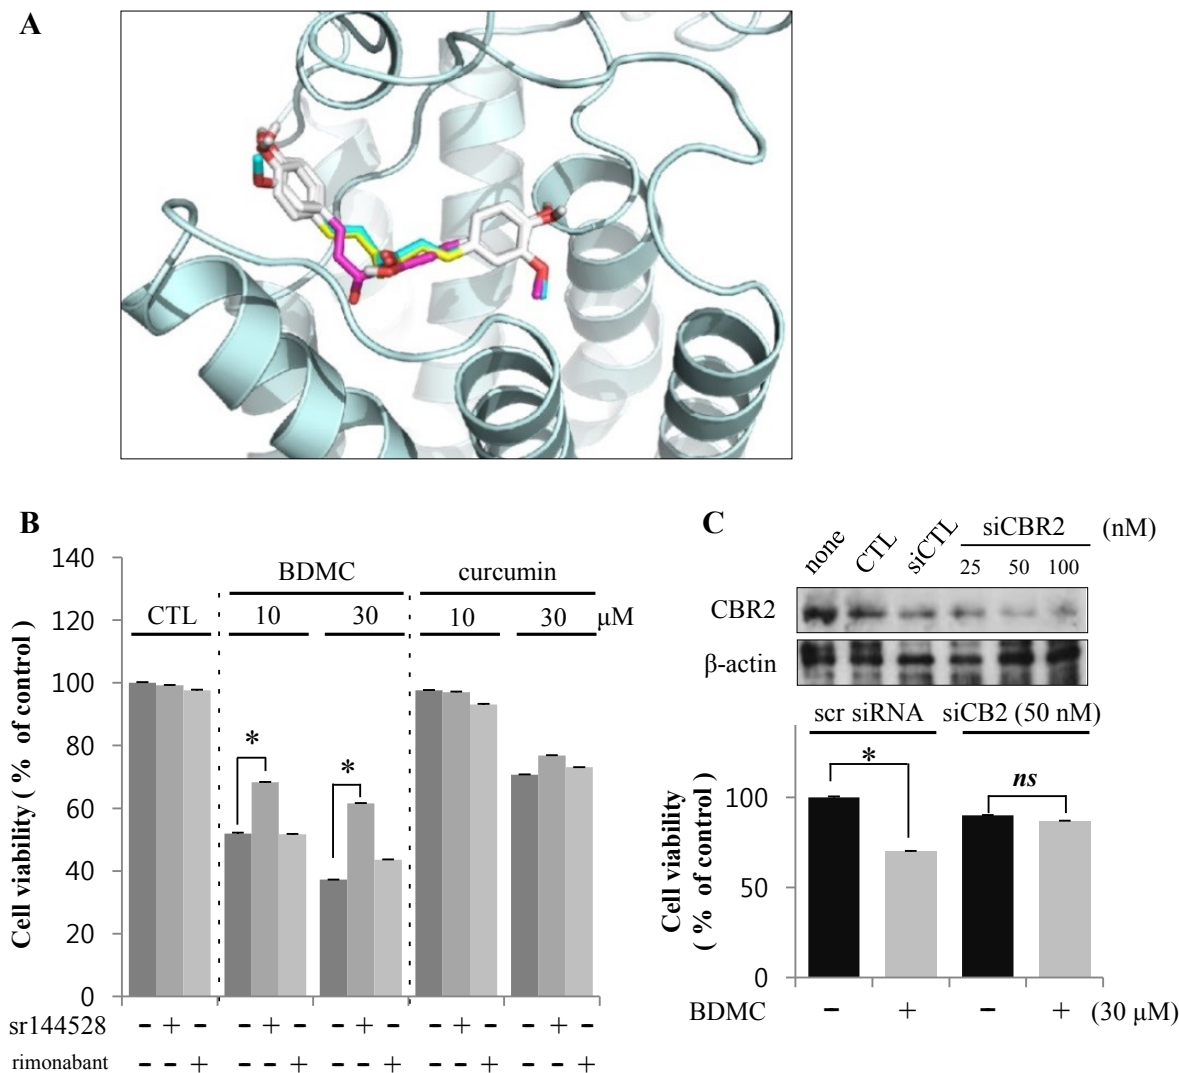 A
B
140
120
100
80
60
40
20
0
Cell viability ( % of control )
BDMC
curcumin
CTL
10
30
10
30
μM
*
*
sr144528
− + − − + − − + − − + − − + −
rimonabant
− − + − − + − − + − − + − − +
C
none
CTL
siCTL
siCBR2
(nM)
25 50 100
CBR2
β-actin
scr siRNA
siCB2 (50 nM)
*
ns
100
50
0
Cell viability
( % of control )
BDMC
− + − +
(30 μM)